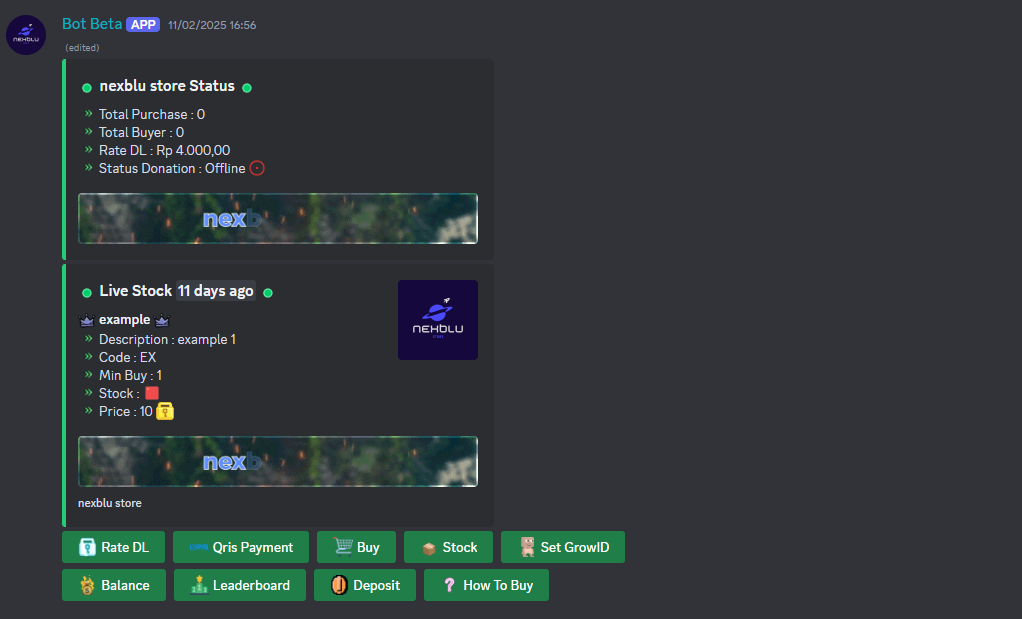 NEXBLU
Bot Beta APP 11/02/2025 16:56
(edited)
nexblu store Status
» Total Purchase : 0
» Total Buyer : 0
» Rate DL : Rp 4.000,00
» Status Donation : Offline
nexb
Live Stock 11 days ago
example
» Description : example 1
» Code : EX
» Min Buy : 1
» Stock :
» Price : 10
NEXBLU
nexb
nexblu store
Rate DL
Qris Payment
Buy
Stock
Set GrowID
Balance
Leaderboard
Deposit
? How To Buy